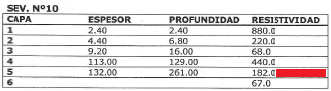 SEV. Nº10
CAPA ESPESOR PROFUNDIDAD RESISTIVIDAD
1 2.40 2.40 880.0
2 4.40 6.80 220.0
3 9.20 16.00 68.0
4 113.00 129.00 440.0
5 132.00 261.00 182.0
6 67.0